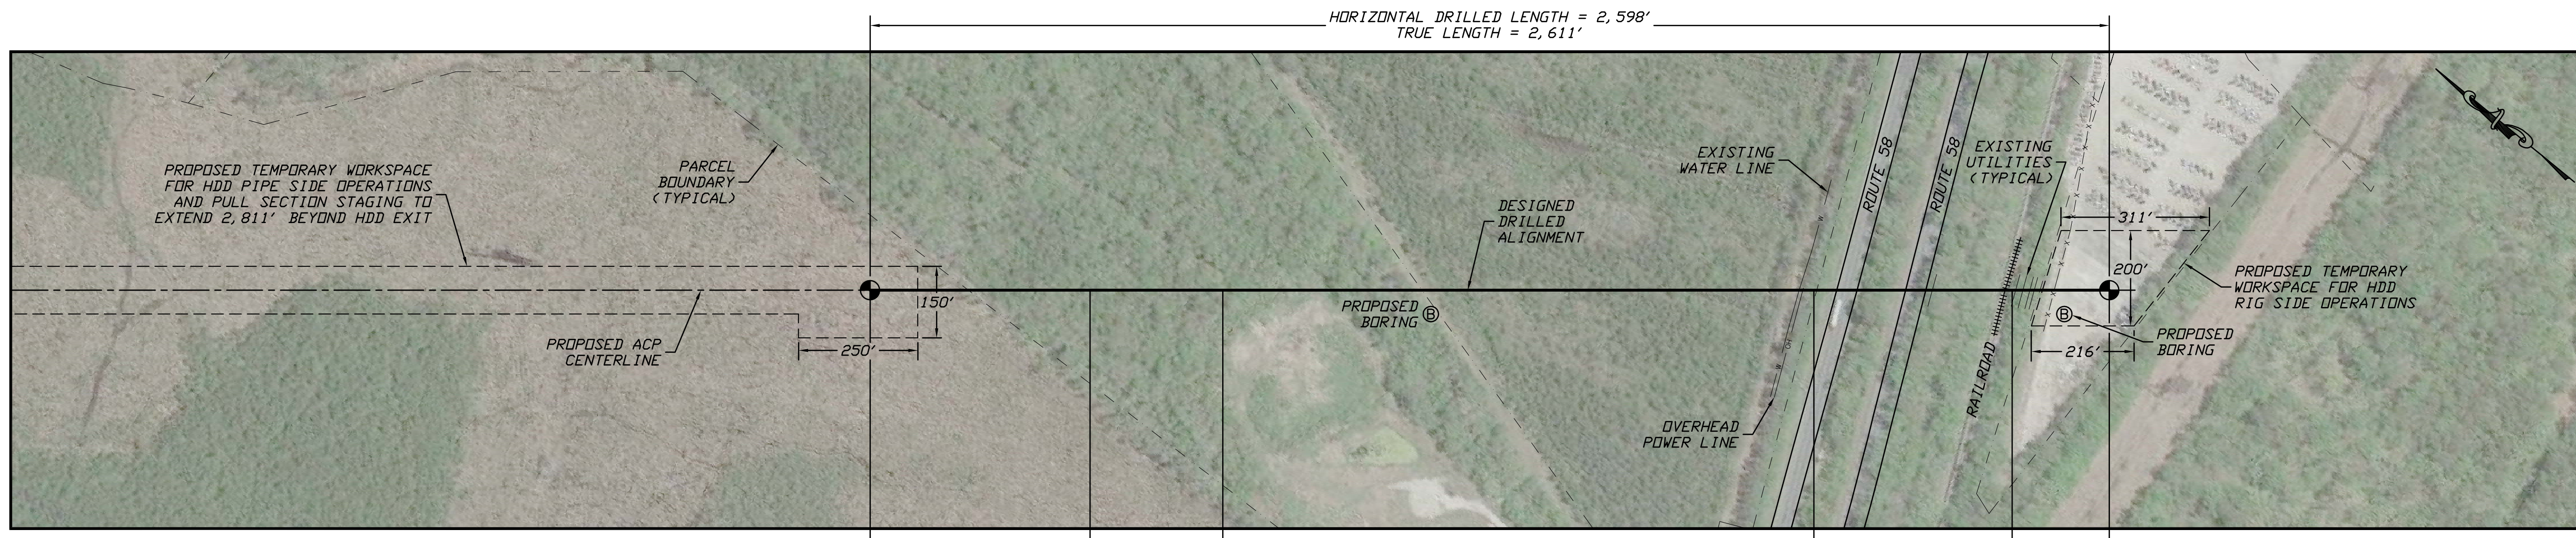 HORIZONTAL DRILLED LENGTH = 2,598'
TRUE LENGTH = 2,611'
PROPOSED TEMPORARY WORKSPACE
FOR HDD PIPE SIDE OPERATIONS
AND PULL SECTION STAGING TO
EXTEND 2,811' BEYOND HDD EXIT
PARCEL
BOUNDARY
(TYPICAL)
PROPOSED ACP
CENTERLINE
150'
250'
DESIGNED
DRILLED
ALIGNMENT
PROPOSED
BORING
B
EXISTING
WATER LINE
W
OH
W
OVERHEAD
POWER LINE
ROUTE 58
ROUTE 58
EXISTING
UTILITIES
(TYPICAL)
RAILROAD
311'
200'
216'
B
PROPOSED
BORING
PROPOSED TEMPORARY
WORKSPACE FOR HDD
RIG SIDE OPERATIONS